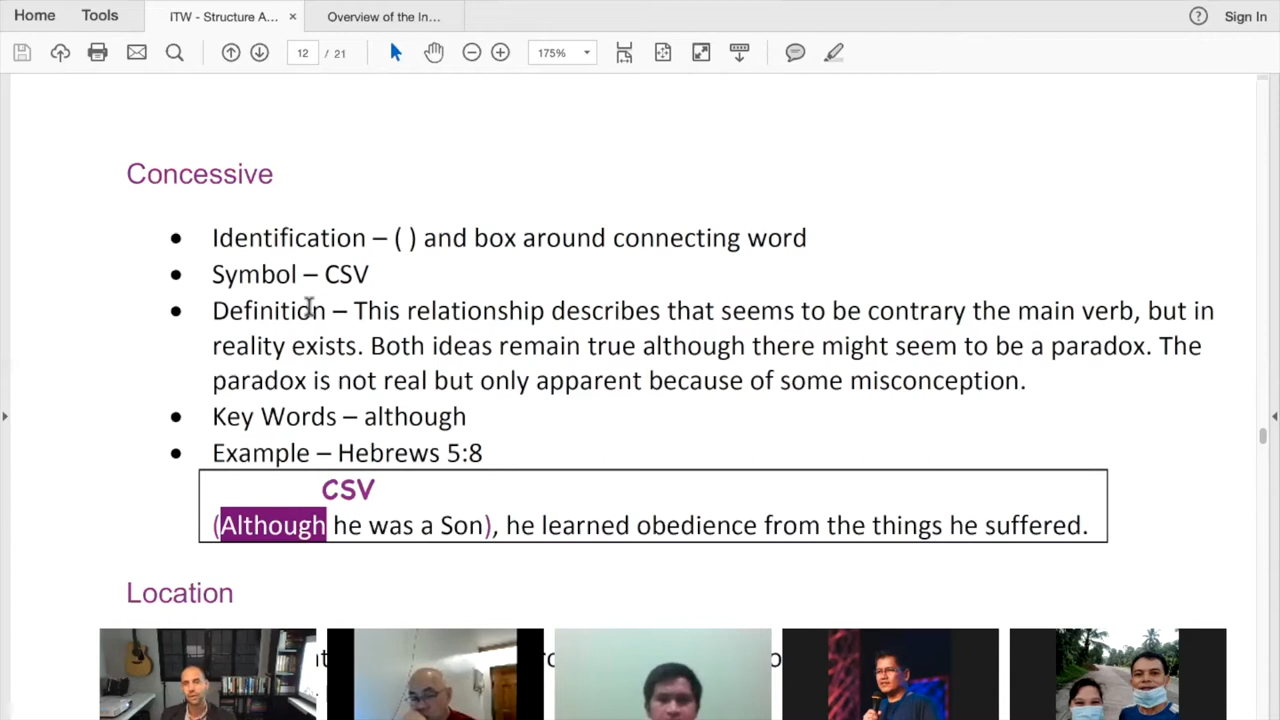 Home Tools ITW - Structure A... × Overview of the In... ? Sign In
12 / 21 175%
Concessive
• Identification – ( ) and box around connecting word
• Symbol – CSV
• Definition – This relationship describes that seems to be contrary the main verb, but in
reality exists. Both ideas remain true although there might seem to be a paradox. The
paradox is not real but only apparent because of some misconception.
• Key Words – although
• Example – Hebrews 5:8
CSV
(Although he was a Son), he learned obedience from the things he suffered.
Location